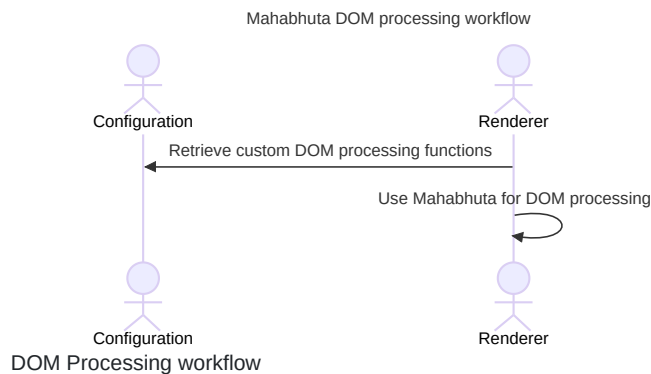 Mahabhuta DOM processing workflow
Configuration
Renderer
Retrieve custom DOM processing functions
Use Mahabhuta for DOM processing
Configuration
Renderer
DOM Processing workflow